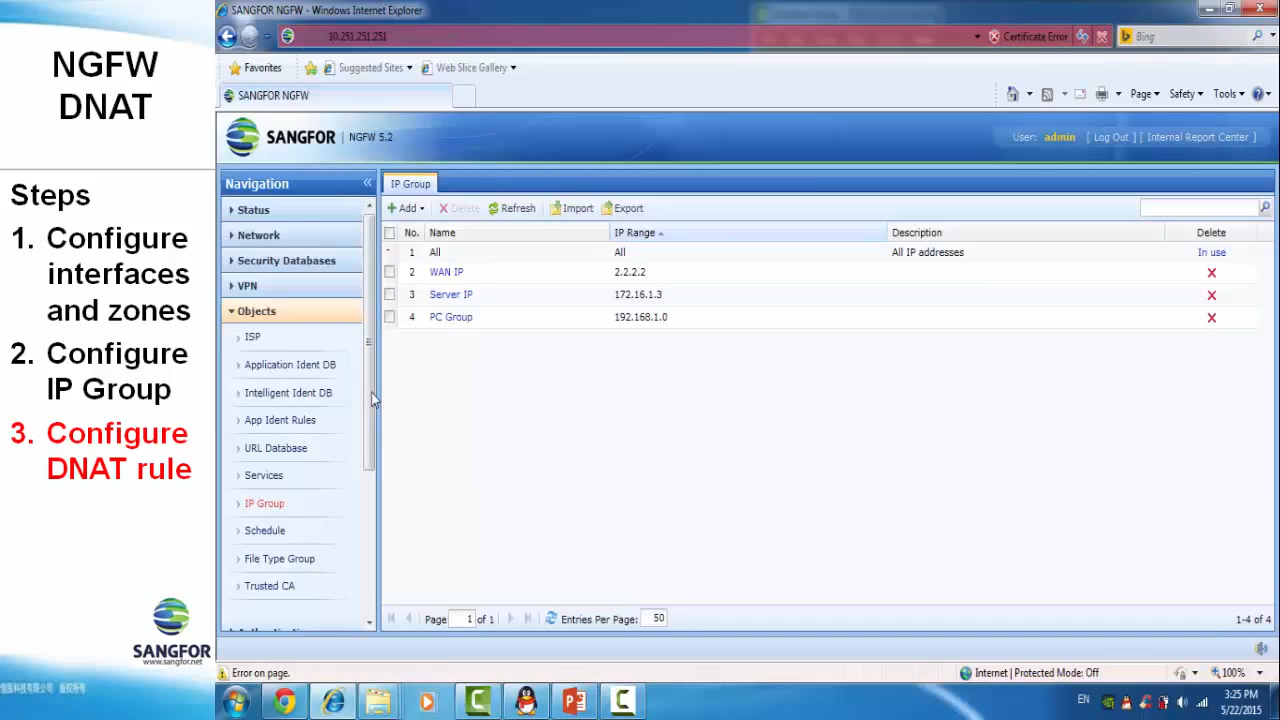 NGFW
DNAT
Steps
1. Configure
interfaces
and zones
2. Configure
IP Group
3. Configure
DNAT rule
SANGFOR
www.sangfor.net
SANGFOR NGFW - Windows Internet Explorer
10.251.251.251
Certificate Error
Bing
Favorites
Suggested Sites
Web Slice Gallery
SANGFOR NGFW
Page
Safety
Tools
SANGFOR | NGFW 5.2
User: admin [ Log Out ] [ Internal Report Center ]
Navigation
Status
Network
Security Databases
VPN
Objects
ISP
Application Ident DB
Intelligent Ident DB
App Ident Rules
URL Database
Services
IP Group
Schedule
File Type Group
Trusted CA
IP Group
Add
Delete
Refresh
Import
Export
No. Name IP Range Description Delete
1 All All All IP addresses In use
2 WAN IP 2.2.2.2
3 Server IP 172.16.1.3
4 PC Group 192.168.1.0
Page 1 of 1
Entries Per Page: 50
1-4 of 4
Error on page.
Internet | Protected Mode: Off
100%
EN
3:25 PM
5/22/2015